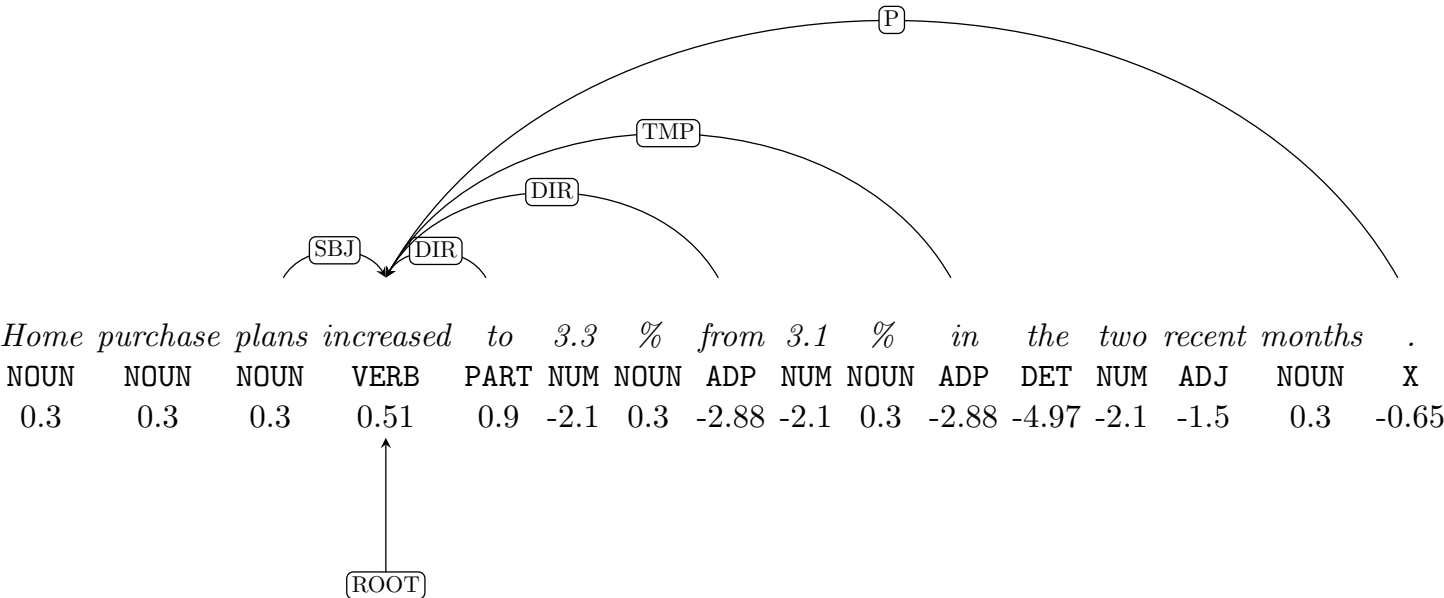 P
TMP
DIR
SBJ DIR
Home purchase plans increased to 3.3 % from 3.1 % in the two recent months .
NOUN NOUN NOUN VERB PART NUM NOUN ADP NUM NOUN ADP DET NUM ADJ NOUN X
0.3 0.3 0.3 0.51 0.9 -2.1 0.3 -2.88 -2.1 0.3 -2.88 -4.97 -2.1 -1.5 0.3 -0.65
ROOT